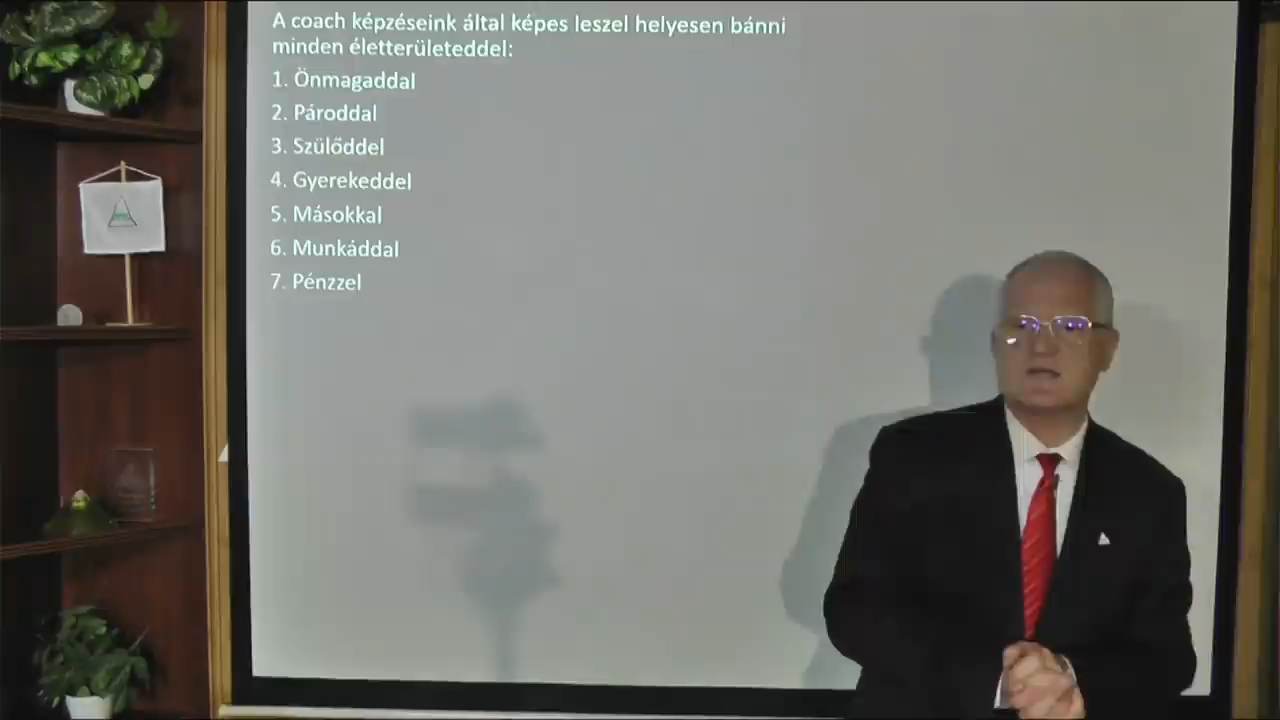 A coach képzéseink által képes leszel helyesen bánni
minden életterületeddel:
1. Önmagaddal
2. Pároddal
3. Szülőddel
4. Gyerekeddel
5. Másokkal
6. Munkáddal
7. Pénzzel